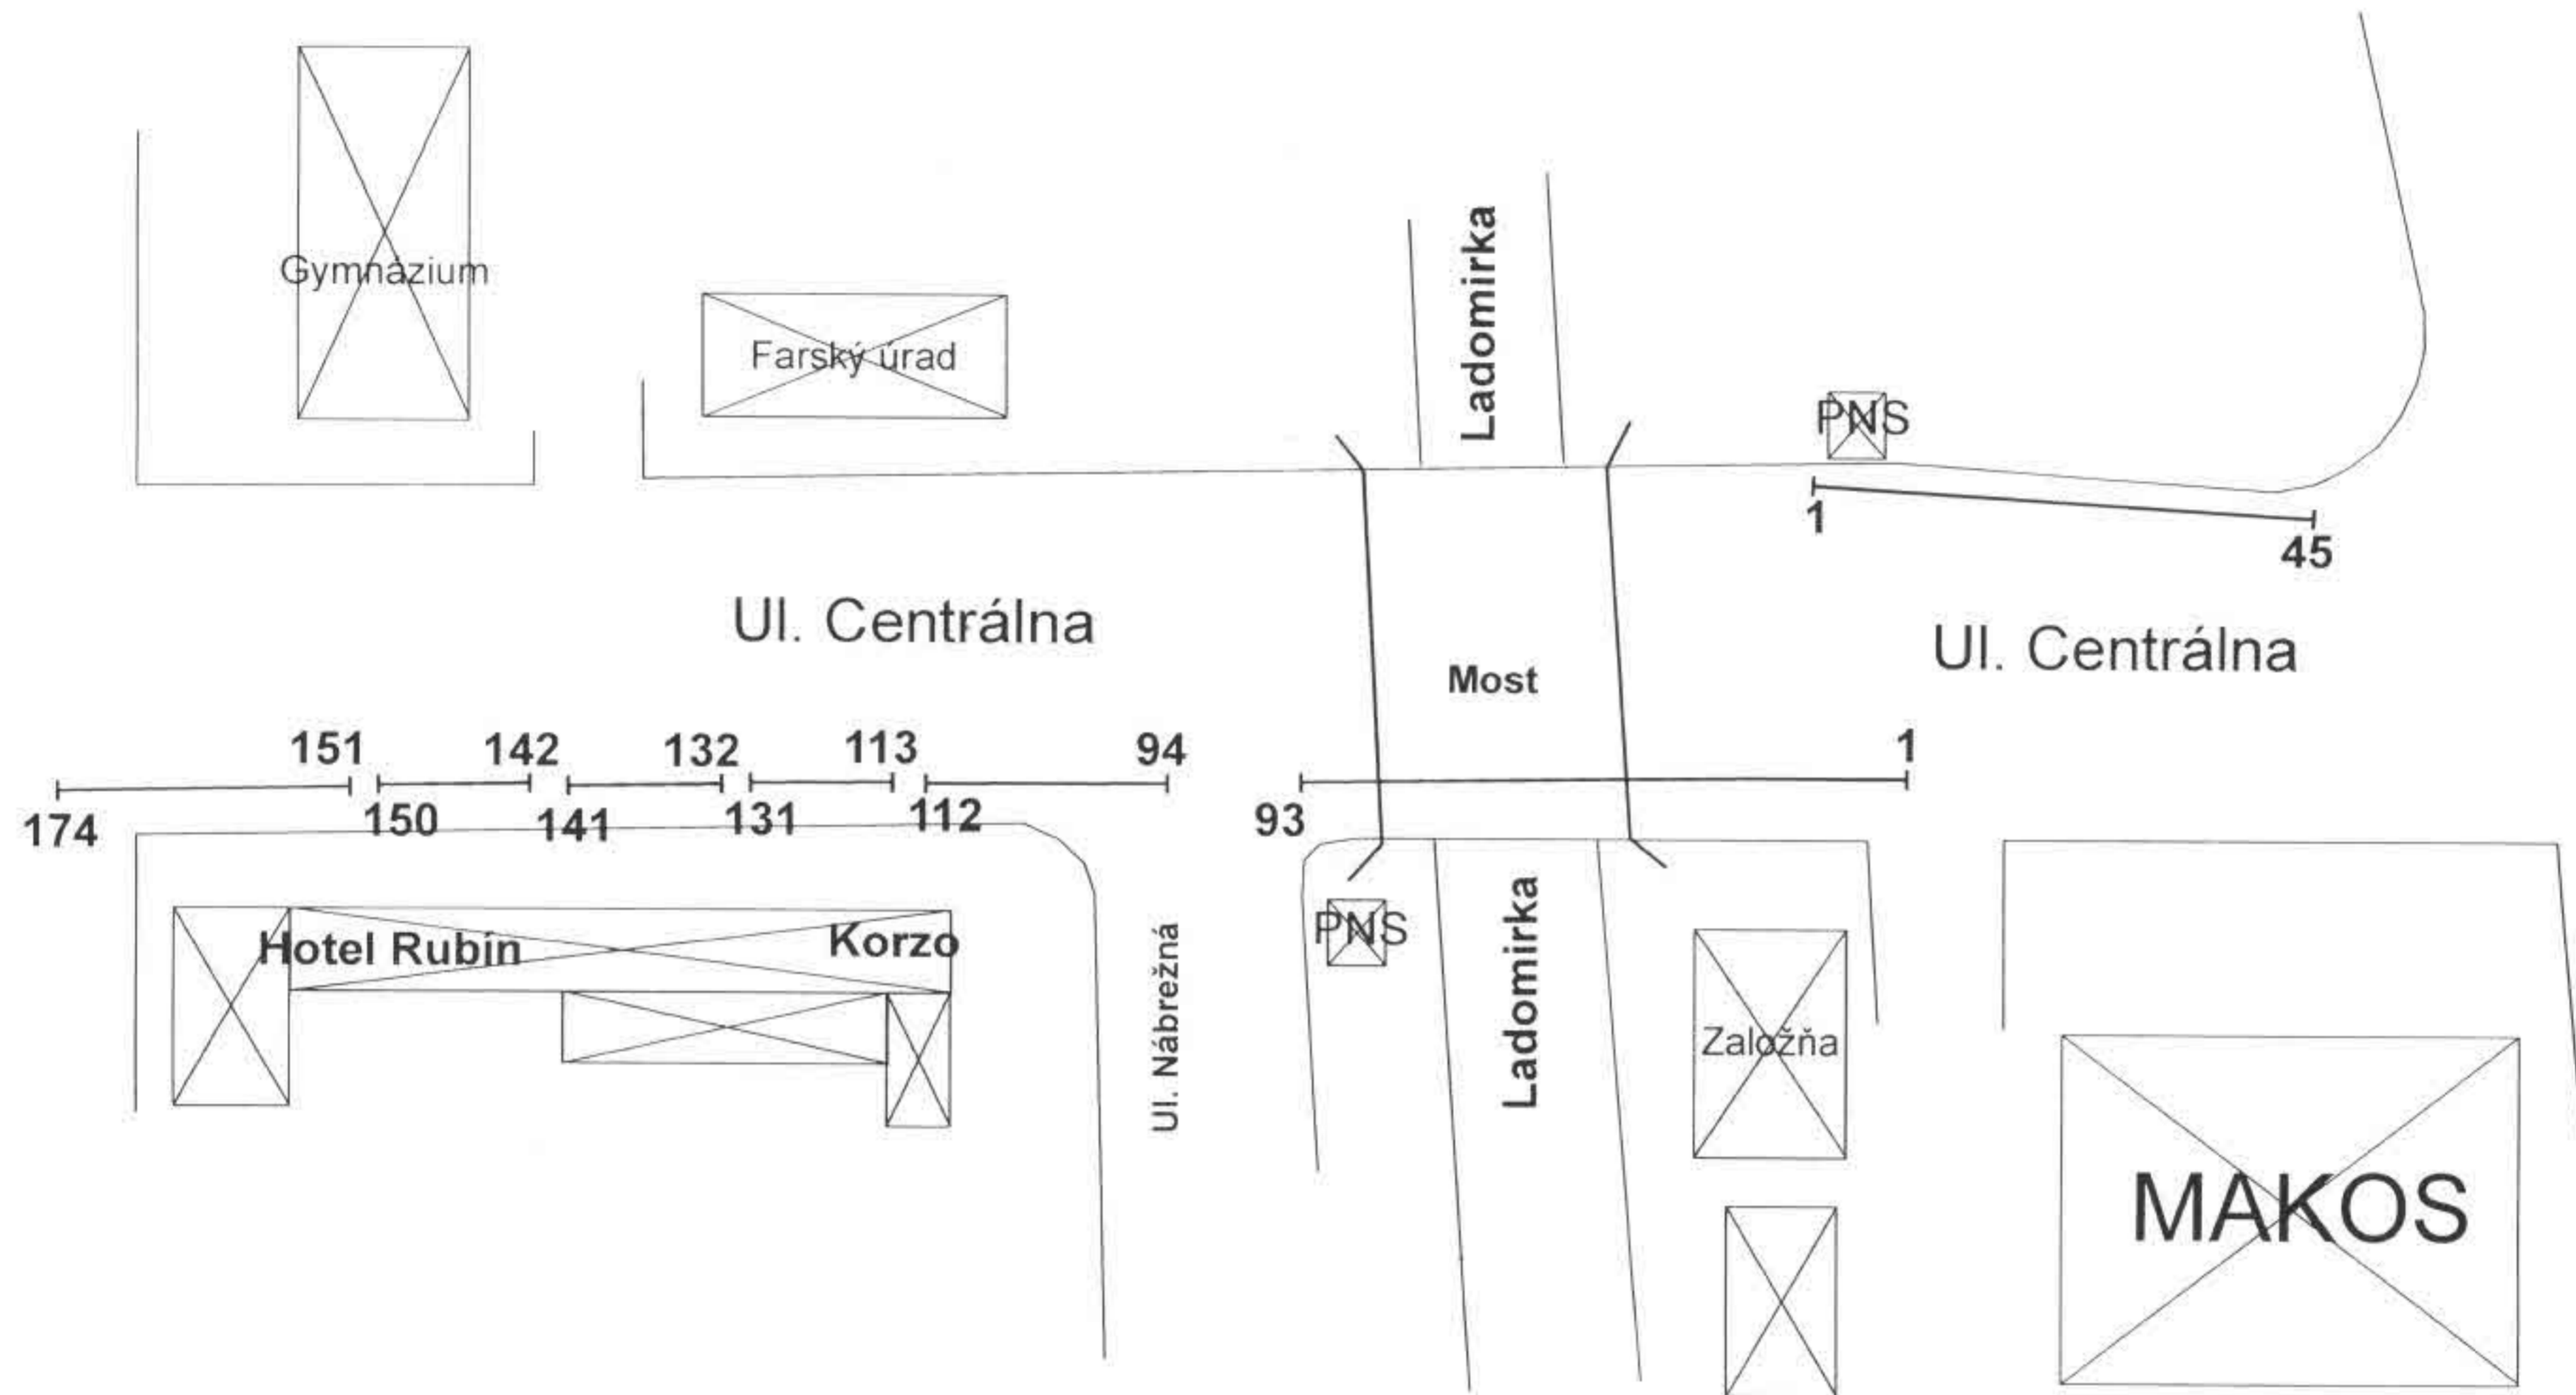 Gymnázium
Farský úrad
Ladomirka
PNS
1
45
Ul. Centrálna
Ul. Centrálna
Most
151
142
132
113
94
1
174
150
141
131
112
93
Hotel Rubín
Korzo
Ul. Nábrežná
PNS
Ladomirka
Založňa
MAKOS